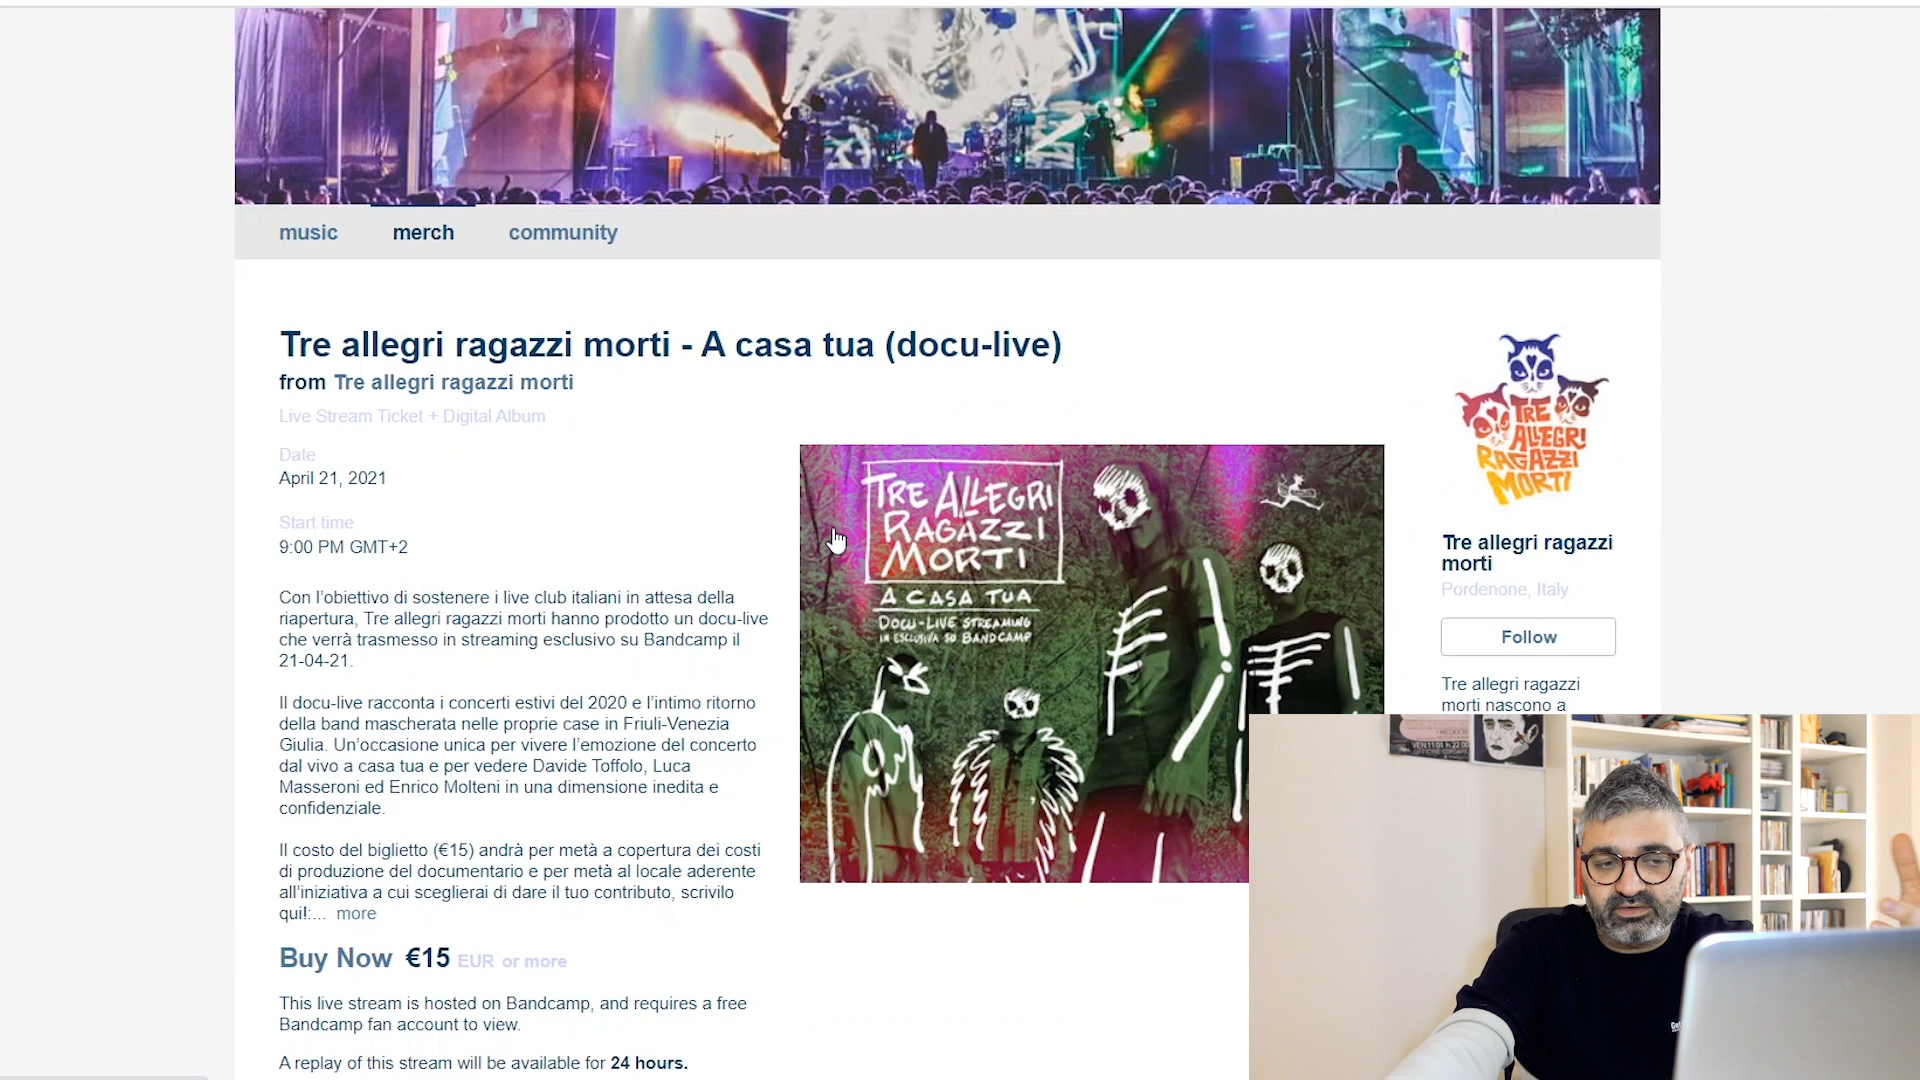 music merch community
Tre allegri ragazzi morti - A casa tua (docu-live)
from Tre allegri ragazzi morti
Live Stream Ticket + Digital Album
Date
April 21, 2021
Start time
9:00 PM GMT+2
Con l'obiettivo di sostenere i live club italiani in attesa della
riapertura, Tre allegri ragazzi morti hanno prodotto un docu-live
che verrà trasmesso in streaming esclusivo su Bandcamp il
21-04-21.
Il docu-live racconta i concerti estivi del 2020 e l'intimo ritorno
della band mascherata nelle proprie case in Friuli-Venezia
Giulia. Un'occasione unica per vivere l'emozione del concerto
dal vivo a casa tua e per vedere Davide Toffolo, Luca
Masseroni ed Enrico Molteni in una dimensione inedita e
confidenziale.
Il costo del biglietto (€15) andrà per metà a copertura dei costi
di produzione del documentario e per metà al locale aderente
all'iniziativa a cui sceglierai di dare il tuo contributo, scrivilo
qui!:... more
Buy Now €15 EUR or more
This live stream is hosted on Bandcamp, and requires a free
Bandcamp fan account to view.
A replay of this stream will be available for 24 hours.
TRE ALLEGRI
RAGAZZI
MORTI
A CASA TUA
DOCU-LIVE STREAMING
IN ESCLUSIVA SU BANDCAMP
TRE
ALLEGRI
RAGAZZI
MORTI
Tre allegri ragazzi
morti
Pordenone, Italy
Follow
Tre allegri ragazzi
morti nascono a
I MEDIOCRI
VEN.11.01 h 22.00
OFFICINE CORSARE